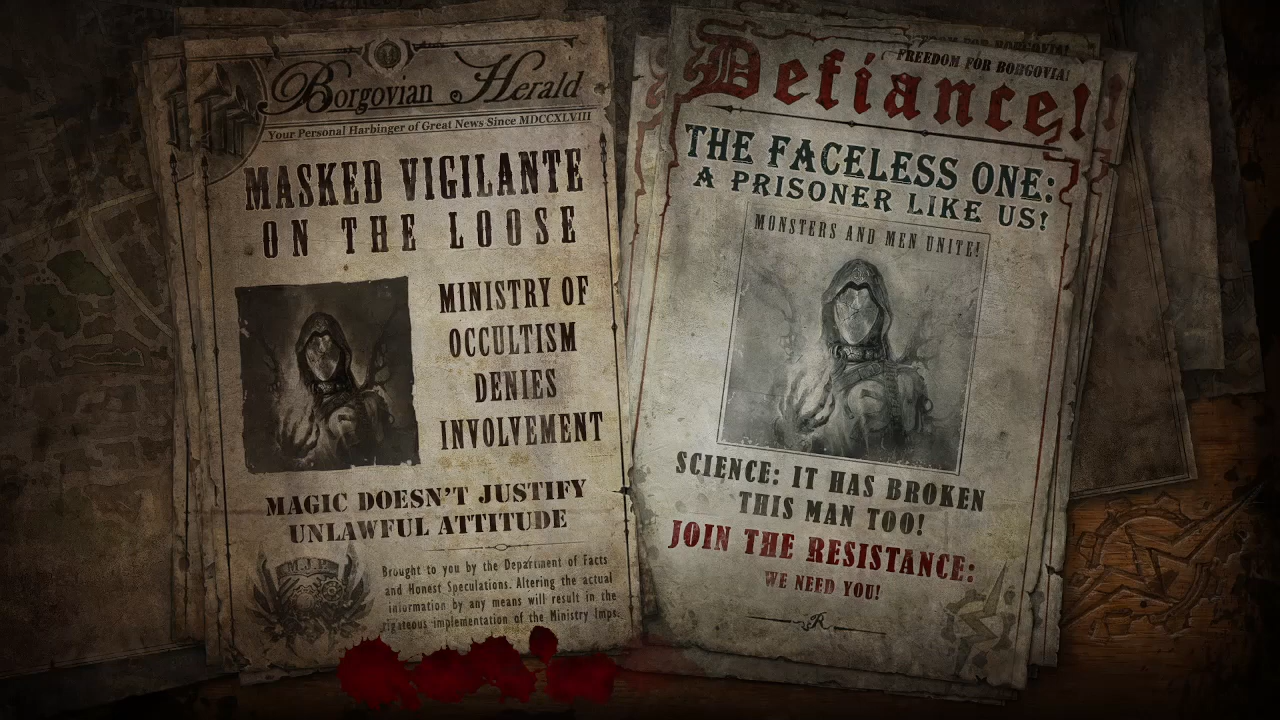 Borgovian Herald
Your Personal Harbinger of Great News Since MDCCXLVIII
MASKED VIGILANTE
ON THE LOOSE
MINISTRY OF
OCCULTISM
DENIES
INVOLVEMENT
MAGIC DOESN'T JUSTIFY
UNLAWFUL ATTITUDE
Brought to you by the Department of Facts
and Honest Speculations. Altering the actual
information by any means will result in the
rigateous implementation of the Ministry Imps.
FREEDOM FOR BORGOVIA!
Defiance!
THE FACELESS ONE:
A PRISONER LIKE US!
MONSTERS AND MEN UNITE!
SCIENCE: IT HAS BROKEN
THIS MAN TOO!
JOIN THE RESISTANCE:
WE NEED YOU!
R